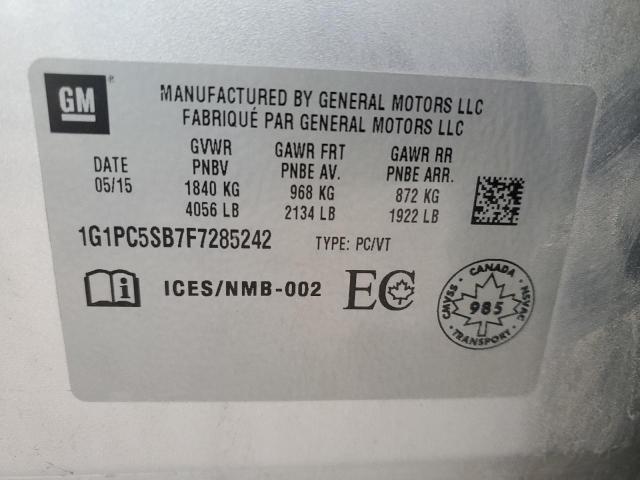 GM
MANUFACTURED BY GENERAL MOTORS LLC
FABRIQUÉ PAR GENERAL MOTORS LLC
DATE
05/15
GVWR
PNBV
1840 KG
4056 LB
GAWR FRT
PNBE AV.
968 KG
2134 LB
GAWR RR
PNBE ARR.
872 KG
1922 LB
1G1PC5SB7F7285242 TYPE: PC/VT
ICES/NMB-002 EC
CANADA
CMVSS
NSVAC
985
TRANSPORT